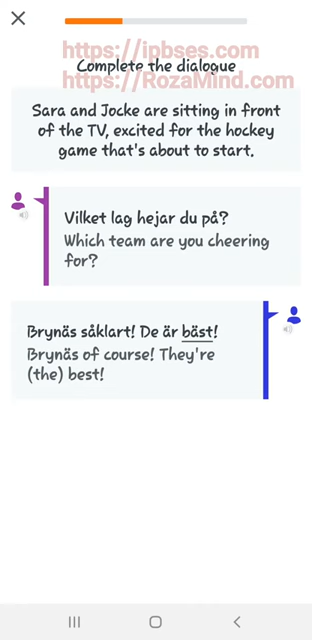 https://ipbses.com
Complete the dialogue
https://RozaMind.com
Sara and Jocke are sitting in front
of the TV, excited for the hockey
game that's about to start.
Vilket lag hejar du på?
Which team are you cheering
for?
Brynäs såklart! De är bäst!
Brynäs of course! They're
(the) best!